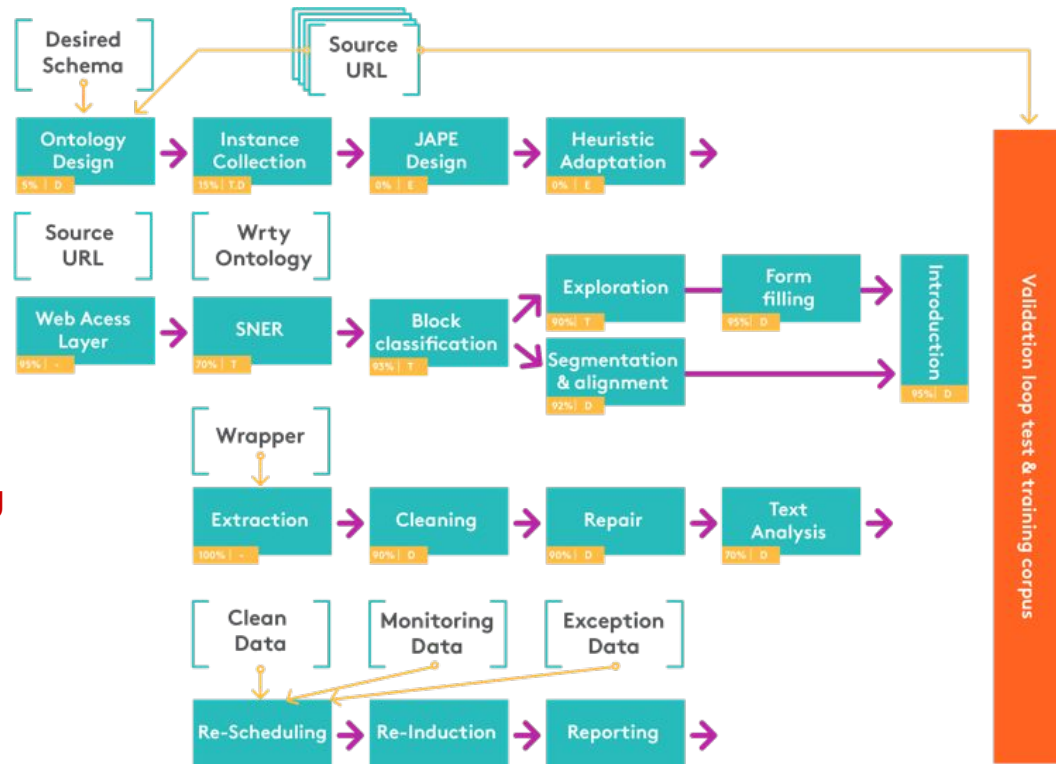 Desired
Schema
Source
URL
Ontology
Design
5% | D
Instance
Collection
15% | T.D
JAPE
Design
0% | E
Heuristic
Adaptation
0% | E
Source
URL
Wrty
Ontology
Web Acess
Layer
95% | -
SNER
70% | T
Block
classification
93% | T
Exploration
90% | T
Form
filling
95% | D
Segmentation
& alignment
92% | D
Introduction
95% | D
Wrapper
Extraction
100% | -
Cleaning
90% | D
Repair
90% | D
Text
Analysis
70% | D
Clean
Data
Monitoring
Data
Exception
Data
Re-Scheduling
Re-Induction
Reporting
Validation loop test & training corpus